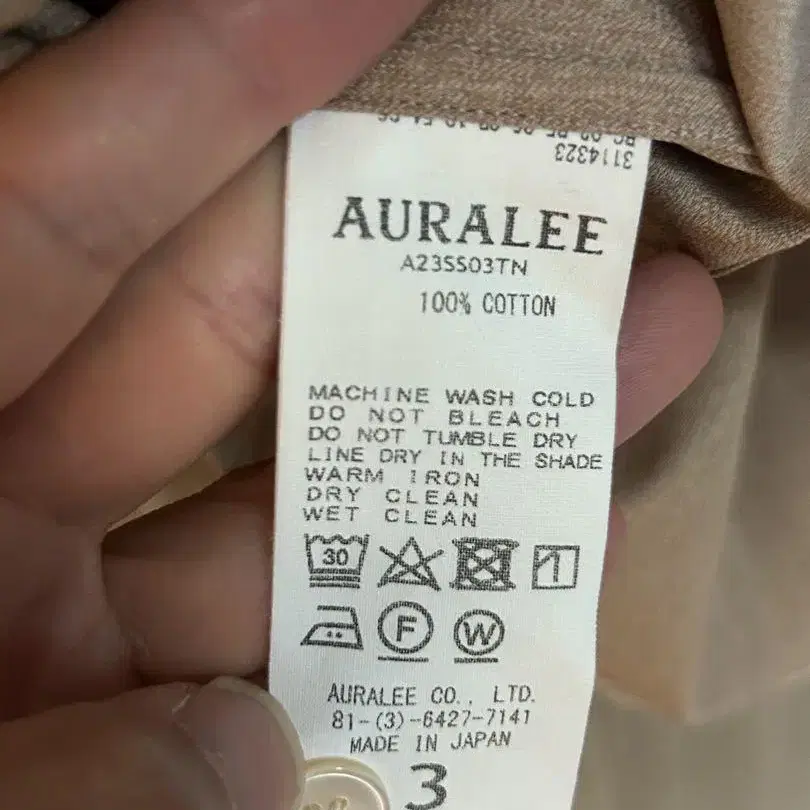 3114323
AURALEE
A23SS03TN
100% COTTON
MACHINE WASH COLD
DO NOT BLEACH
DO NOT TUMBLE DRY
LINE DRY IN THE SHADE
WARM IRON
DRY CLEAN
WET CLEAN
30
F W
AURALEE CO., LTD.
81-(3)-6427-7141
MADE IN JAPAN
3